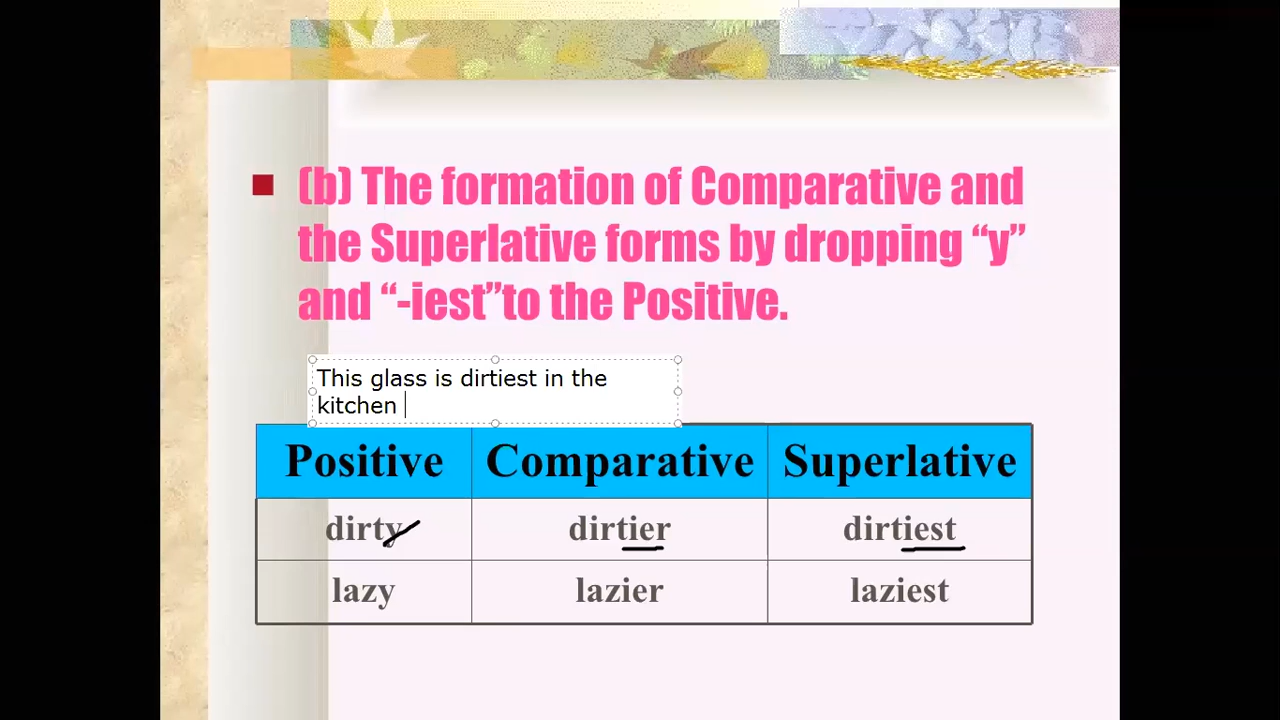 (b) The formation of Comparative and
the Superlative forms by dropping “y”
and “-iest”to the Positive.
This glass is dirtiest in the
kitchen
Positive Comparative Superlative
dirty dirtier dirtiest
lazy lazier laziest